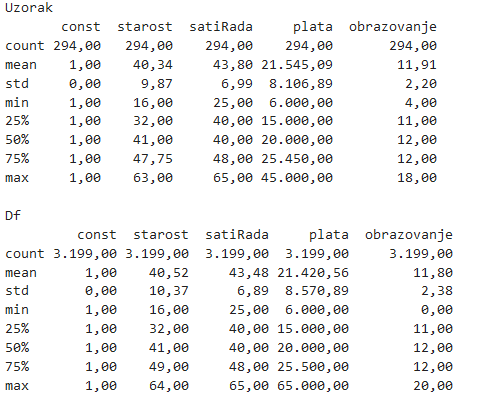 Uzorak
const starost satiRada plata obrazovanje
count 294,00 294,00 294,00 294,00 294,00
mean 1,00 40,34 43,80 21.545,09 11,91
std 0,00 9,87 6,99 8.106,89 2,20
min 1,00 16,00 25,00 6.000,00 4,00
25% 1,00 32,00 40,00 15.000,00 11,00
50% 1,00 41,00 40,00 20.000,00 12,00
75% 1,00 47,75 48,00 25.450,00 12,00
max 1,00 63,00 65,00 45.000,00 18,00
Df
const starost satiRada plata obrazovanje
count 3.199,00 3.199,00 3.199,00 3.199,00 3.199,00
mean 1,00 40,52 43,48 21.420,56 11,80
std 0,00 10,37 6,89 8.570,89 2,38
min 1,00 16,00 25,00 6.000,00 0,00
25% 1,00 32,00 40,00 15.000,00 11,00
50% 1,00 41,00 40,00 20.000,00 12,00
75% 1,00 49,00 48,00 25.500,00 12,00
max 1,00 64,00 65,00 65.000,00 20,00